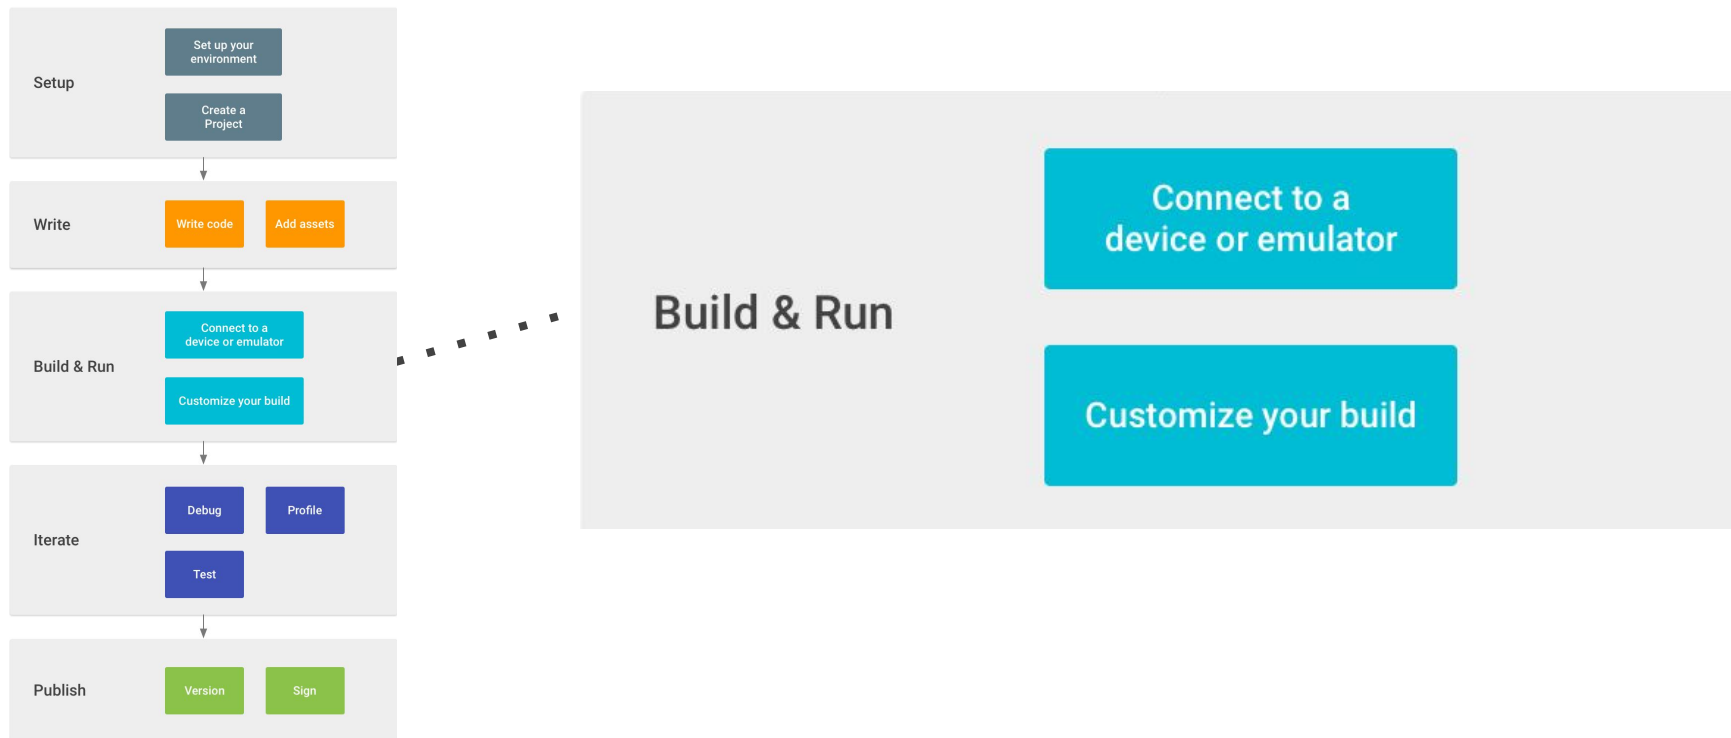 Setup
Set up your
environment
Create a
Project
Write
Write code
Add assets
Build & Run
Connect to a
device or emulator
Customize your build
Iterate
Debug
Profile
Test
Publish
Version
Sign
Build & Run
Connect to a
device or emulator
Customize your build